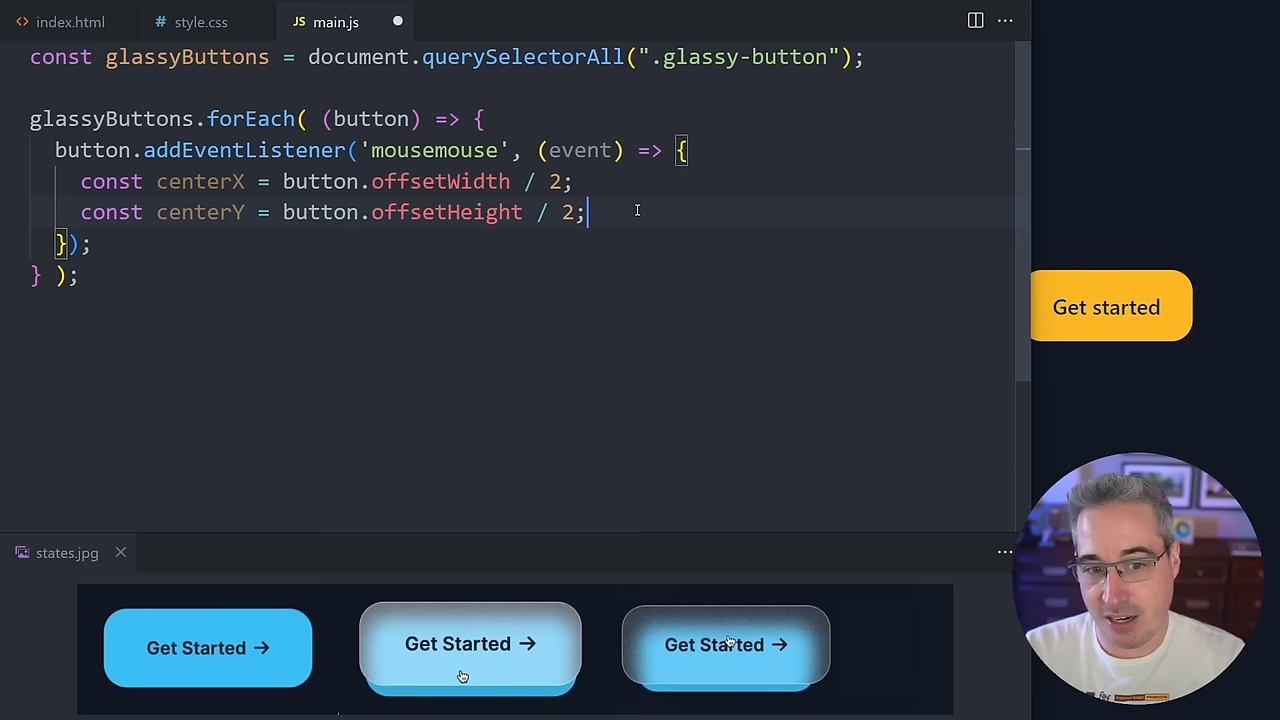 index.html
# style.css
JS main.js
const glassyButtons = document.querySelectorAll(".glassy-button");
glassyButtons.forEach( (button) => {
button.addEventListener('mousemouse', (event) => {
const centerX = button.offsetWidth / 2;
const centerY = button.offsetHeight / 2;
});
} );
Get started
states.jpg
Get Started →
Get Started →
Get Started →